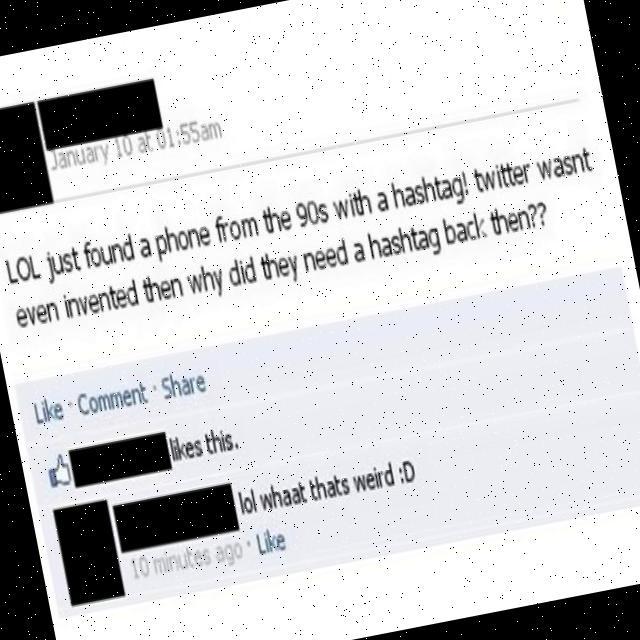 January 10 at 01:55am
LOL just found a phone from the 90s with a hashtag! twitter wasnt
even invented then why did they need a hashtag back then??
Like · Comment · Share
likes this.
lol whaat thats weird :D
10 minutes ago · Like